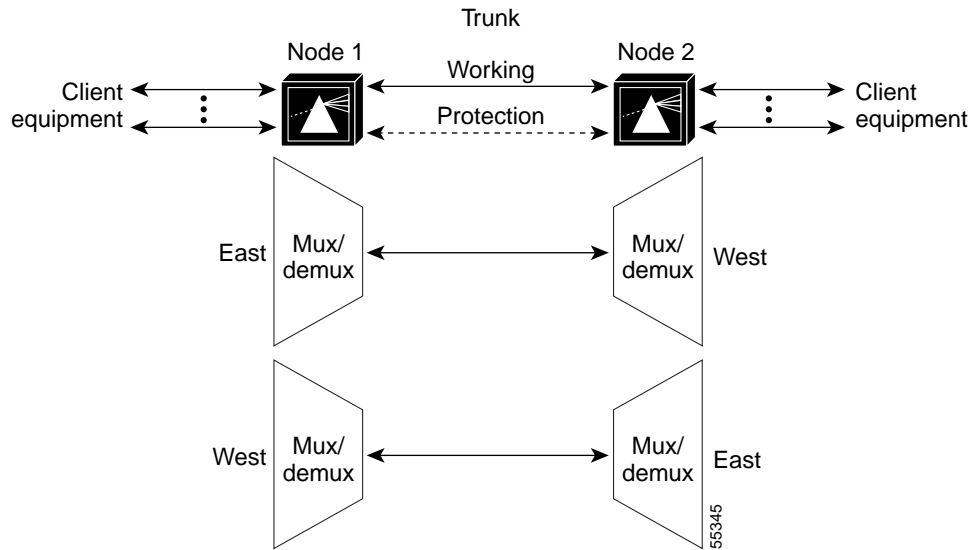 Trunk
Node 1
Working
Node 2
Client
equipment
Protection
Client
equipment
East
Mux/
demux
Mux/
demux
West
West
Mux/
demux
Mux/
demux
East
55345